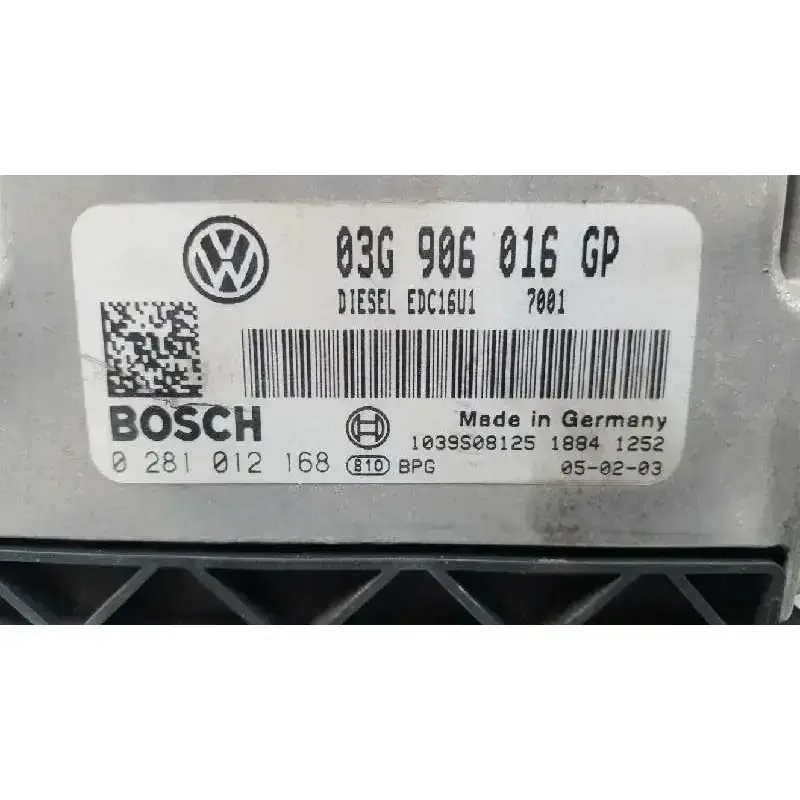 03G 906 016 GP
DIESEL EDC16U1 7001
BOSCH
Made in Germany
1039S08125 1884 1252
0 281 012 168 810 BPG 05-02-03